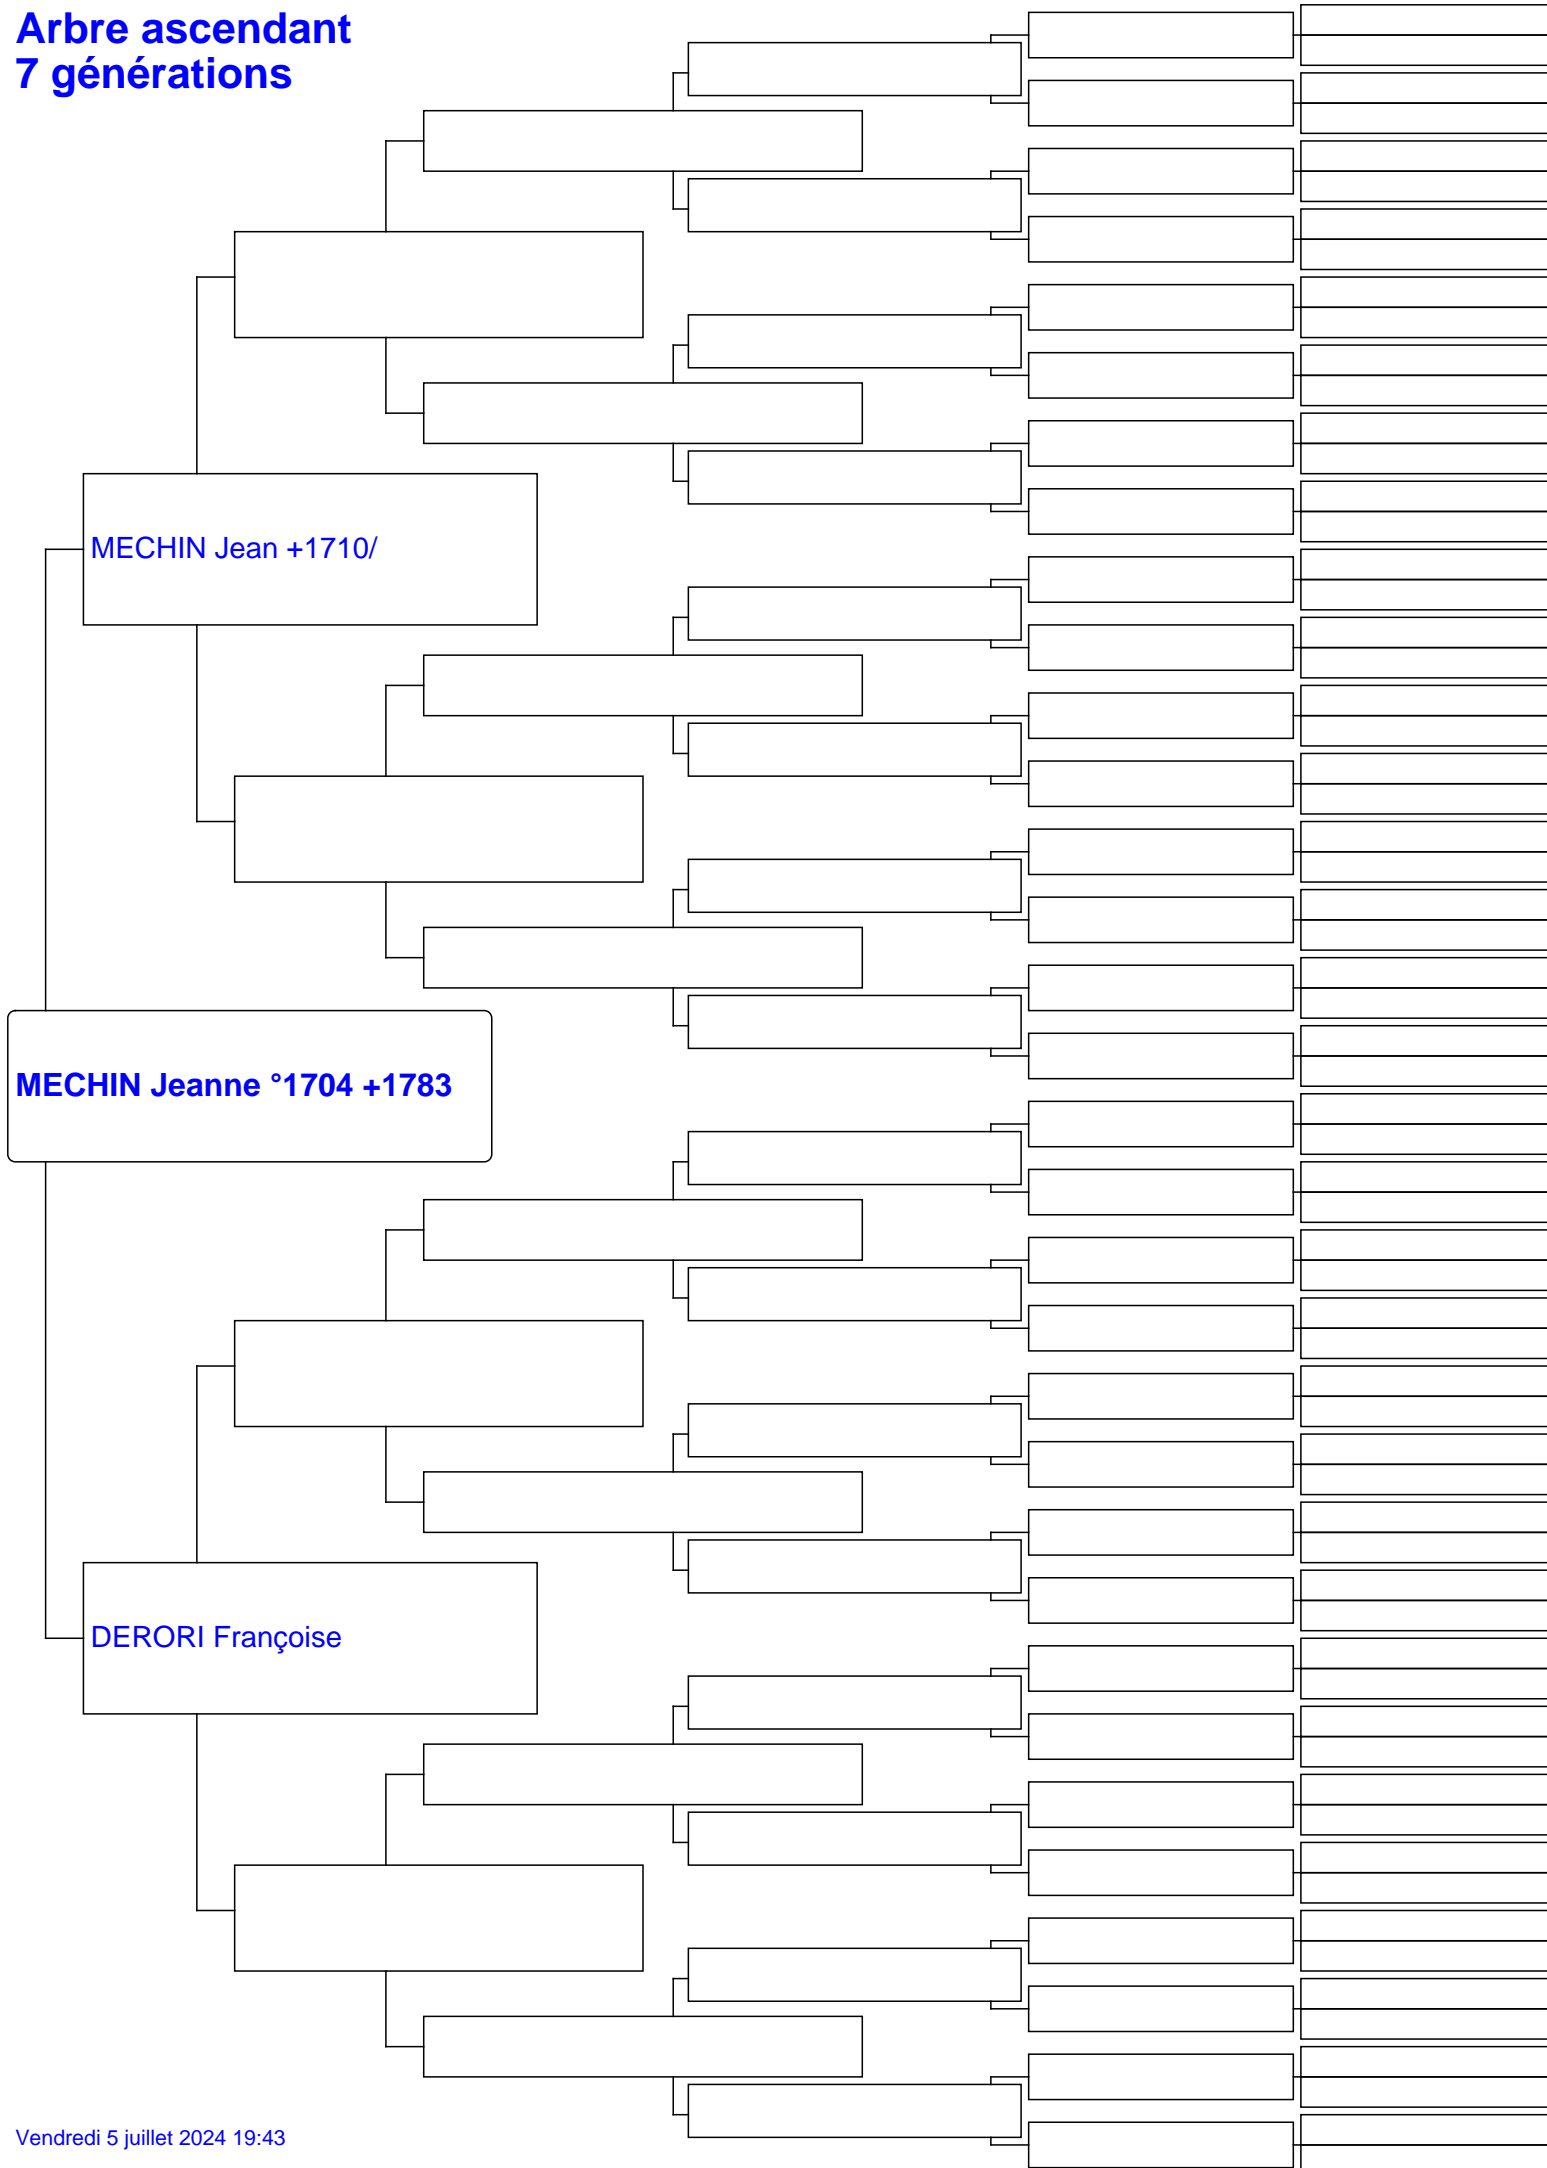 Arbre ascendant
7 générations
MECHIN Jean +1710/
MECHIN Jeanne °1704 +1783
DERORI Françoise
Vendredi 5 juillet 2024 19:43